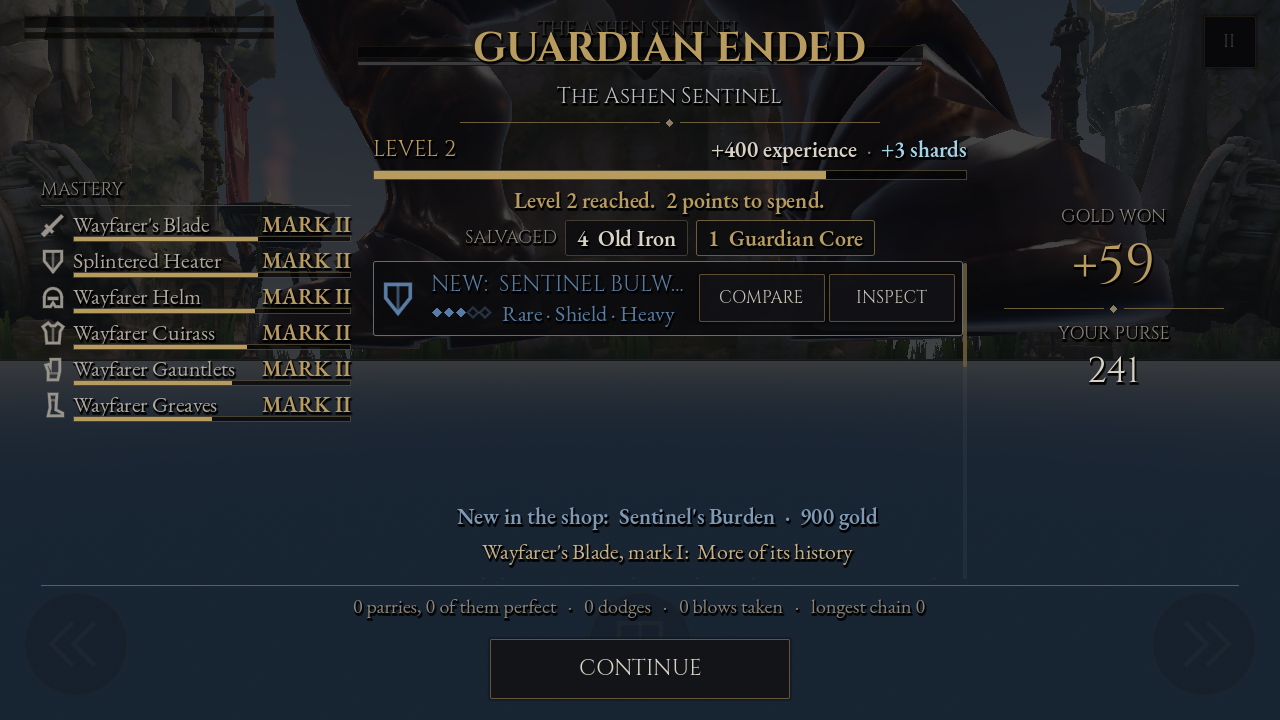 THE ASHEN SENTINEL
GUARDIAN ENDED
II
THE ASHEN SENTINEL
LEVEL 2
+400 experience · +3 shards
Level 2 reached. 2 points to spend.
SALVAGED 4 Old Iron 1 Guardian Core
NEW: SENTINEL BULW...
Rare · Shield · Heavy
COMPARE
INSPECT
MASTERY
Wayfarer's Blade MARK II
Splintered Heater MARK II
Wayfarer Helm MARK II
Wayfarer Cuirass MARK II
Wayfarer Gauntlets MARK II
Wayfarer Greaves MARK II
GOLD WON
+59
YOUR PURSE
241
New in the shop: Sentinel's Burden · 900 gold
Wayfarer's Blade, mark I: More of its history
0 parries, 0 of them perfect · 0 dodges · 0 blows taken · longest chain 0
CONTINUE